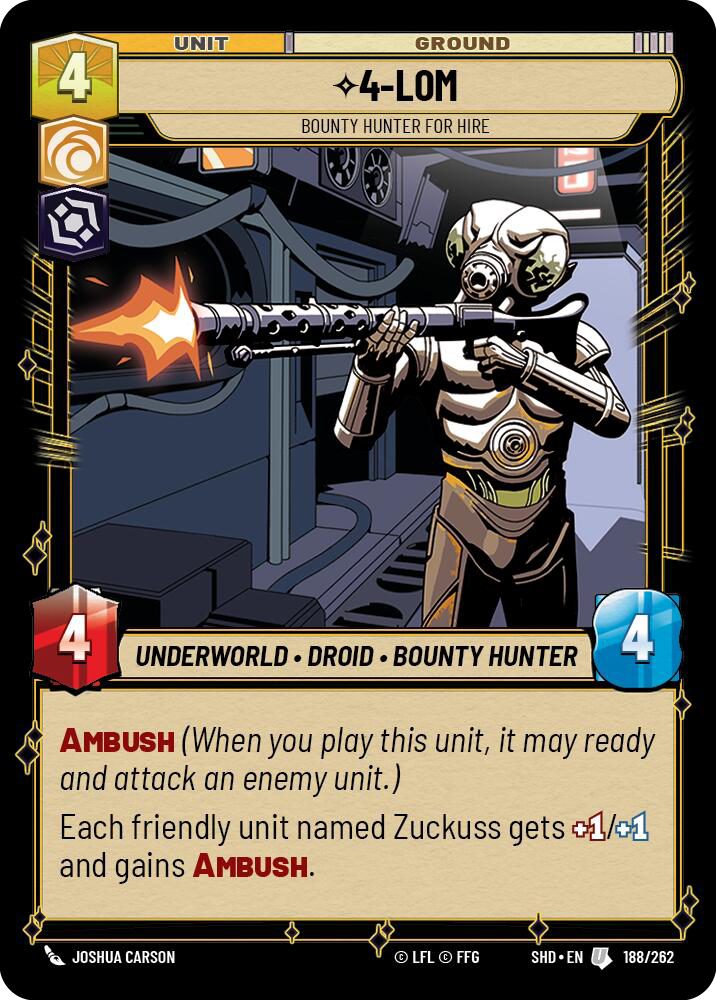 UNIT
GROUND
4
✧4-LOM
BOUNTY HUNTER FOR HIRE
4
UNDERWORLD • DROID • BOUNTY HUNTER
4
AMBUSH (When you play this unit, it may ready
and attack an enemy unit.)
Each friendly unit named Zuckuss gets +1/+1
and gains AMBUSH.
JOSHUA CARSON
© LFL © FFG
SHD • EN
U
188/262